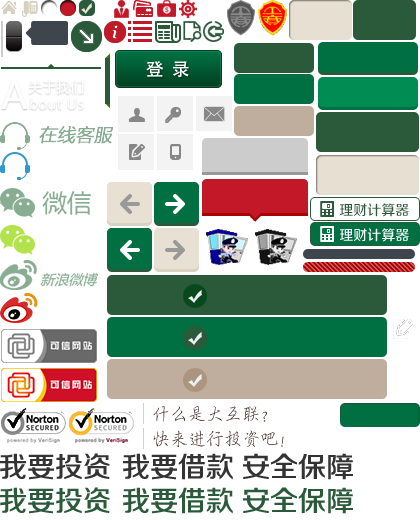 登 录
A
关于我们
bout Us
在线客服
微信
理财计算器
理财计算器
新浪微博
可信网站
可信网站
Norton
SECURED
powered by VeriSign
Norton
SECURED
powered by VeriSign
什么是大互联?
快来进行投资吧!
我要投资 我要借款 安全保障
我要投资 我要借款 安全保障